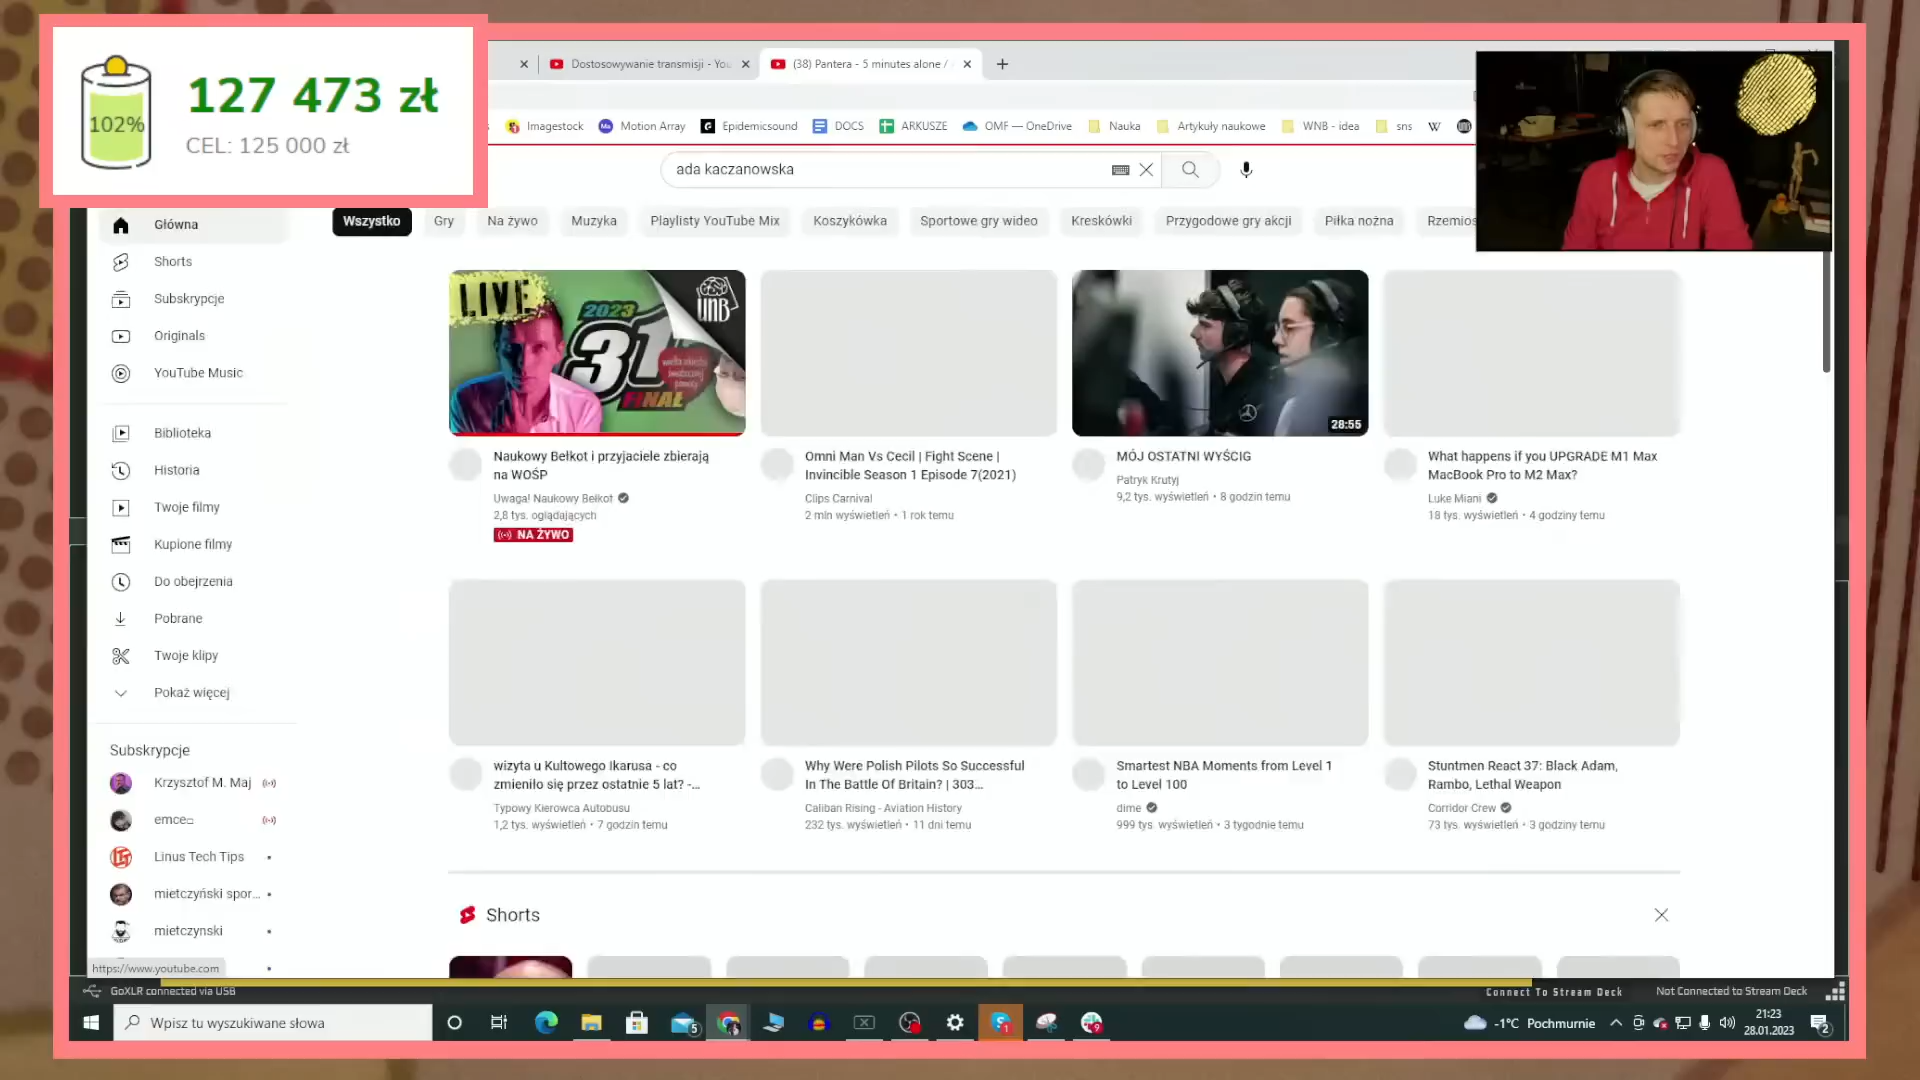 102%
127 473 zł
CEL: 125 000 zł
Dostosowywanie transmisji - You
(38) Pantera - 5 minutes alone /
Imagestock
Motion Array
Epidemicsound
DOCS
ARKUSZE
OMF — OneDrive
Nauka
Artykuły naukowe
WNB - idea
sns
W
ada kaczanowska
Wszystko
Gry
Na żywo
Muzyka
Playlisty YouTube Mix
Koszykówka
Sportowe gry wideo
Kreskówki
Przygodowe gry akcji
Piłka nożna
Rzemios
Główna
Shorts
Subskrypcje
Originals
YouTube Music
Biblioteka
Historia
Twoje filmy
Kupione filmy
Do obejrzenia
Pobrane
Twoje klipy
Pokaż więcej
Subskrypcje
Krzysztof M. Maj
emce
Linus Tech Tips
mietczyński spor...
mietczynski
https://www.youtube.com
LIVE
2023
31
wielka orkiestra świątecznej pomocy
FINAŁ
UNB
Naukowy Bełkot i przyjaciele zbierają
na WOŚP
Uwaga! Naukowy Bełkot
2,8 tys. oglądających
NA ŻYWO
Omni Man Vs Cecil | Fight Scene |
Invincible Season 1 Episode 7(2021)
Clips Carnival
2 mln wyświetleń • 1 rok temu
28:55
MÓJ OSTATNI WYŚCIG
Patryk Krutyj
9,2 tys. wyświetleń • 8 godzin temu
What happens if you UPGRADE M1 Max
MacBook Pro to M2 Max?
Luke Miani
18 tys. wyświetleń • 4 godziny temu
wizyta u Kultowego Ikarusa - co
zmieniło się przez ostatnie 5 lat? -...
Typowy Kierowca Autobusu
1,2 tys. wyświetleń • 7 godzin temu
Why Were Polish Pilots So Successful
In The Battle Of Britain? | 303...
Caliban Rising - Aviation History
232 tys. wyświetleń • 11 dni temu
Smartest NBA Moments from Level 1
to Level 100
dime
999 tys. wyświetleń • 3 tygodnie temu
Stuntmen React 37: Black Adam,
Rambo, Lethal Weapon
Corridor Crew
73 tys. wyświetleń • 3 godziny temu
Shorts
GoXLR connected via USB
Connect To Stream Deck
Not Connected to Stream Deck
Wpisz tu wyszukiwane słowa
5
1
9
-1°C Pochmurnie
21:23
28.01.2023
2